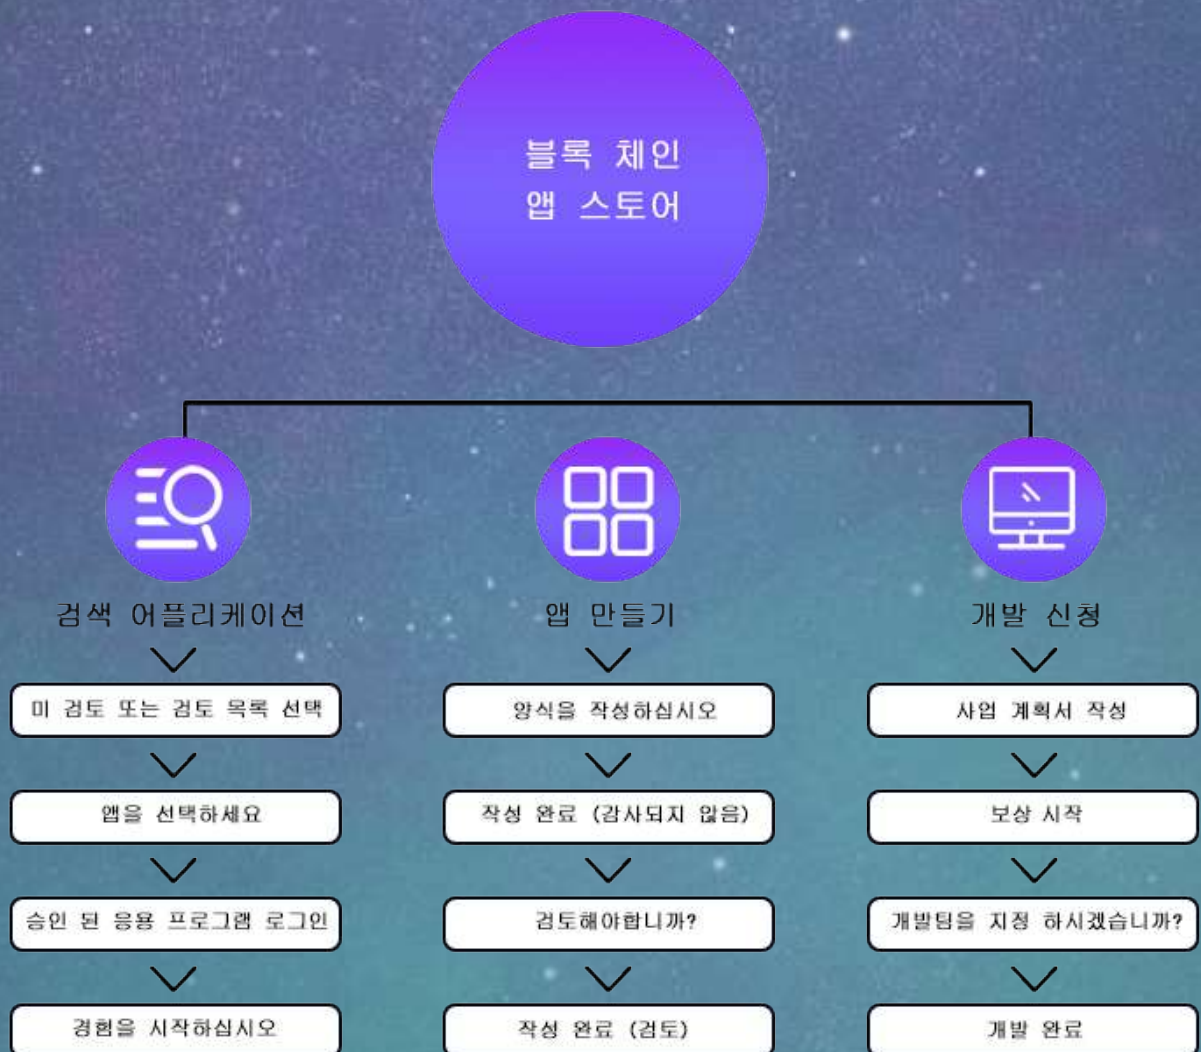 블록 체인
앱 스토어
검색 어플리케이션
미 검토 또는 검토 목록 선택
앱을 선택하세요
승인 된 응용 프로그램 로그인
경험을 시작하십시오
앱 만들기
양식을 작성하십시오
작성 완료 (감사되지 않음)
검토해야합니까?
작성 완료 (검토)
개발 신청
사업 계획서 작성
보상 시작
개발팀을 지정 하시겠습니까?
개발 완료